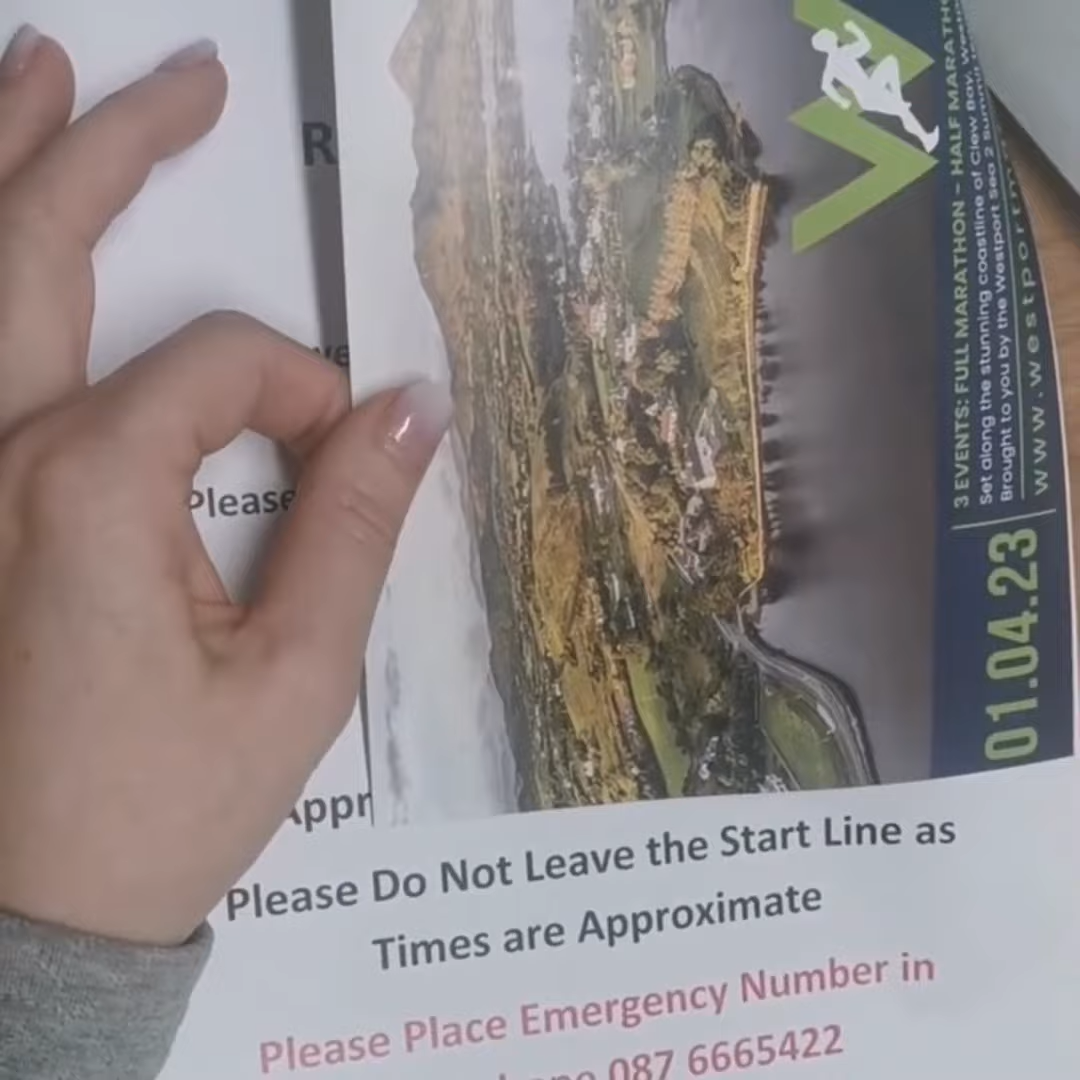 R
Please
Appr
Please Do Not Leave the Start Line as
Times are Approximate
Please Place Emergency Number in
087 6665422
01.04.23
3 EVENTS: FULL MARATHON – HALF MARATH
Set along the stunning coastline of Clew Bay,
Brought to you by the Westport Sea 2 Summit
www.westport